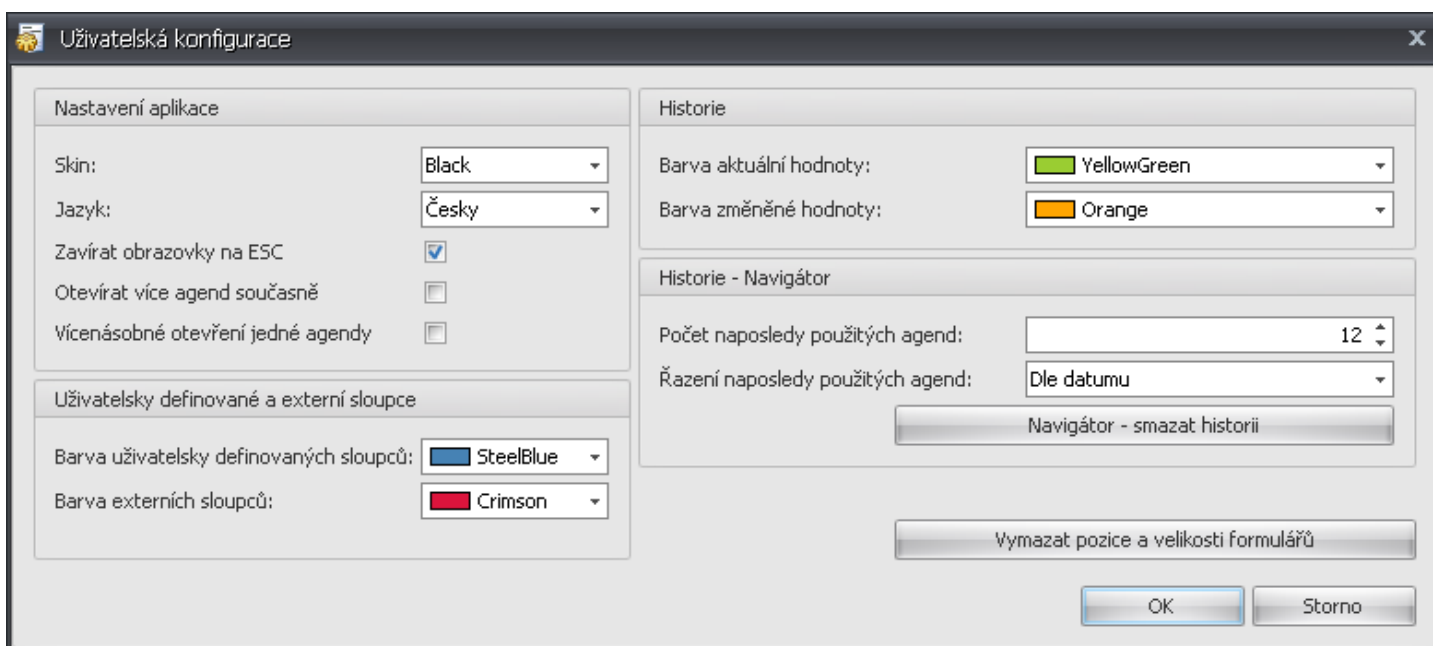 Uživatelská konfigurace
Nastavení aplikace
Skin: Black
Jazyk: Česky
Zavírat obrazovky na ESC
Otevírat více agend současně
Vícenásobné otevření jedné agendy
Uživatelsky definované a externí sloupce
Barva uživatelsky definovaných sloupců: SteelBlue
Barva externích sloupců: Crimson
Historie
Barva aktuální hodnoty: YellowGreen
Barva změněné hodnoty: Orange
Historie - Navigátor
Počet naposledy použitých agend: 12
Řazení naposledy použitých agend: Dle datumu
Navigátor - smazat historii
Vymazat pozice a velikosti formulářů
OK Storno